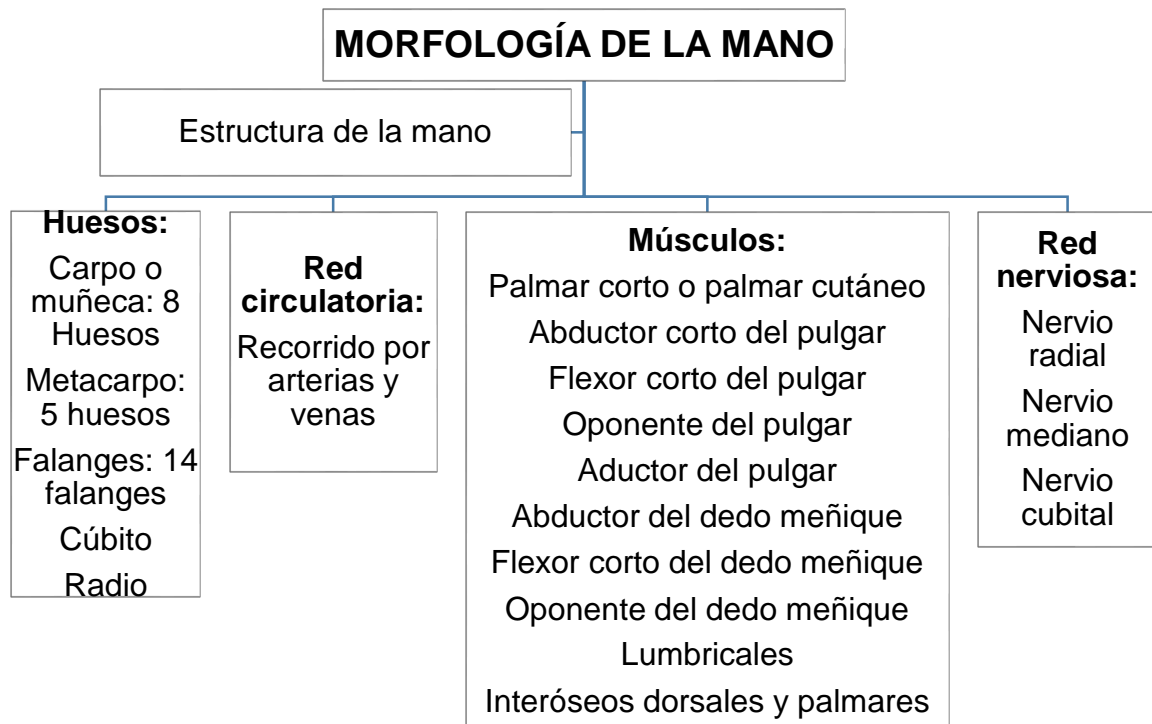 MORFOLOGÍA DE LA MANO
Estructura de la mano
Huesos:
Carpo o
muñeca: 8
Huesos
Metacarpo:
5 huesos
Falanges: 14
falanges
Cúbito
Radio
Red
circulatoria:
Recorrido por
arterias y
venas
Músculos:
Palmar corto o palmar cutáneo
Abductor corto del pulgar
Flexor corto del pulgar
Oponente del pulgar
Aductor del pulgar
Abductor del dedo meñique
Flexor corto del dedo meñique
Oponente del dedo meñique
Lumbricales
Interóseos dorsales y palmares
Red
nerviosa:
Nervio
radial
Nervio
mediano
Nervio
cubital